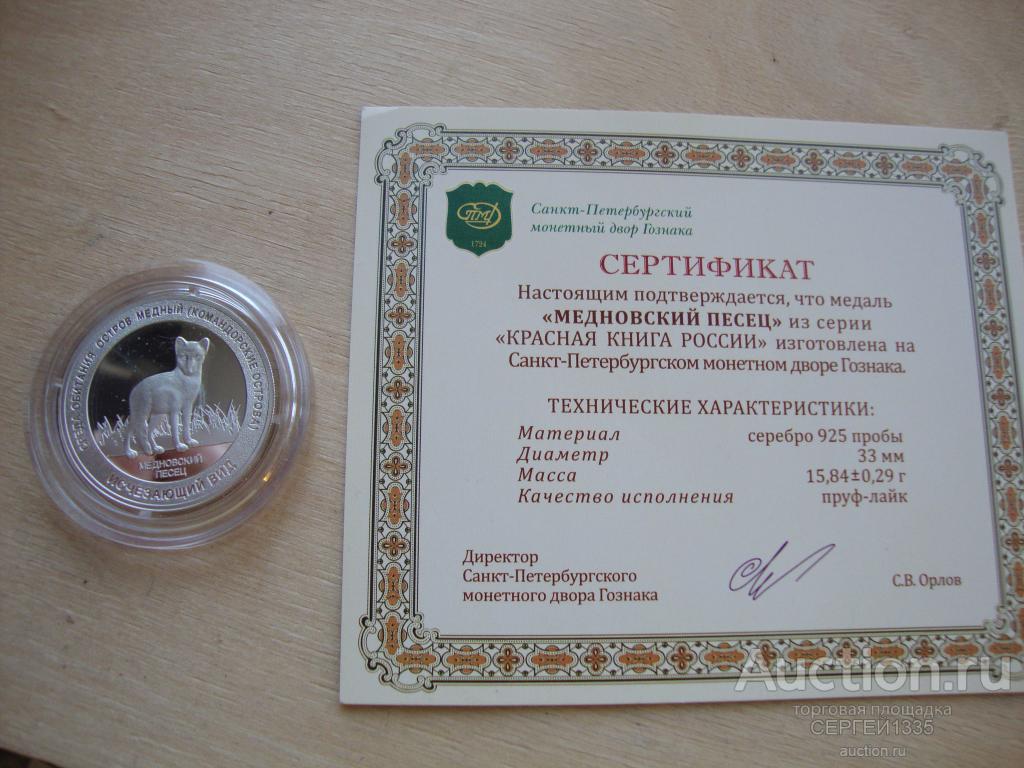 СРЕДА ОБИТАНИЯ ОСТРОВ МЕДНЫЙ (КОМАНДОРСКИЕ ОСТРОВА)
МЕДНОВСКИЙ
ПЕСЕЦ
ИСЧЕЗАЮЩИЙ ВИД
СПМД
1724
Санкт-Петербургский
монетный двор Гознака
СЕРТИФИКАТ
Настоящим подтверждается, что медаль
«МЕДНОВСКИЙ ПЕСЕЦ» из серии
«КРАСНАЯ КНИГА РОССИИ» изготовлена на
Санкт-Петербургском монетном дворе Гознака.
ТЕХНИЧЕСКИЕ ХАРАКТЕРИСТИКИ:
Материал серебро 925 пробы
Диаметр 33 мм
Масса 15,84±0,29 г
Качество исполнения пруф-лайк
Директор
Санкт-Петербургского
монетного двора Гознака
С.В. Орлов
Auction.ru
торговая площадка
СЕРГЕЙ1335
auction.ru